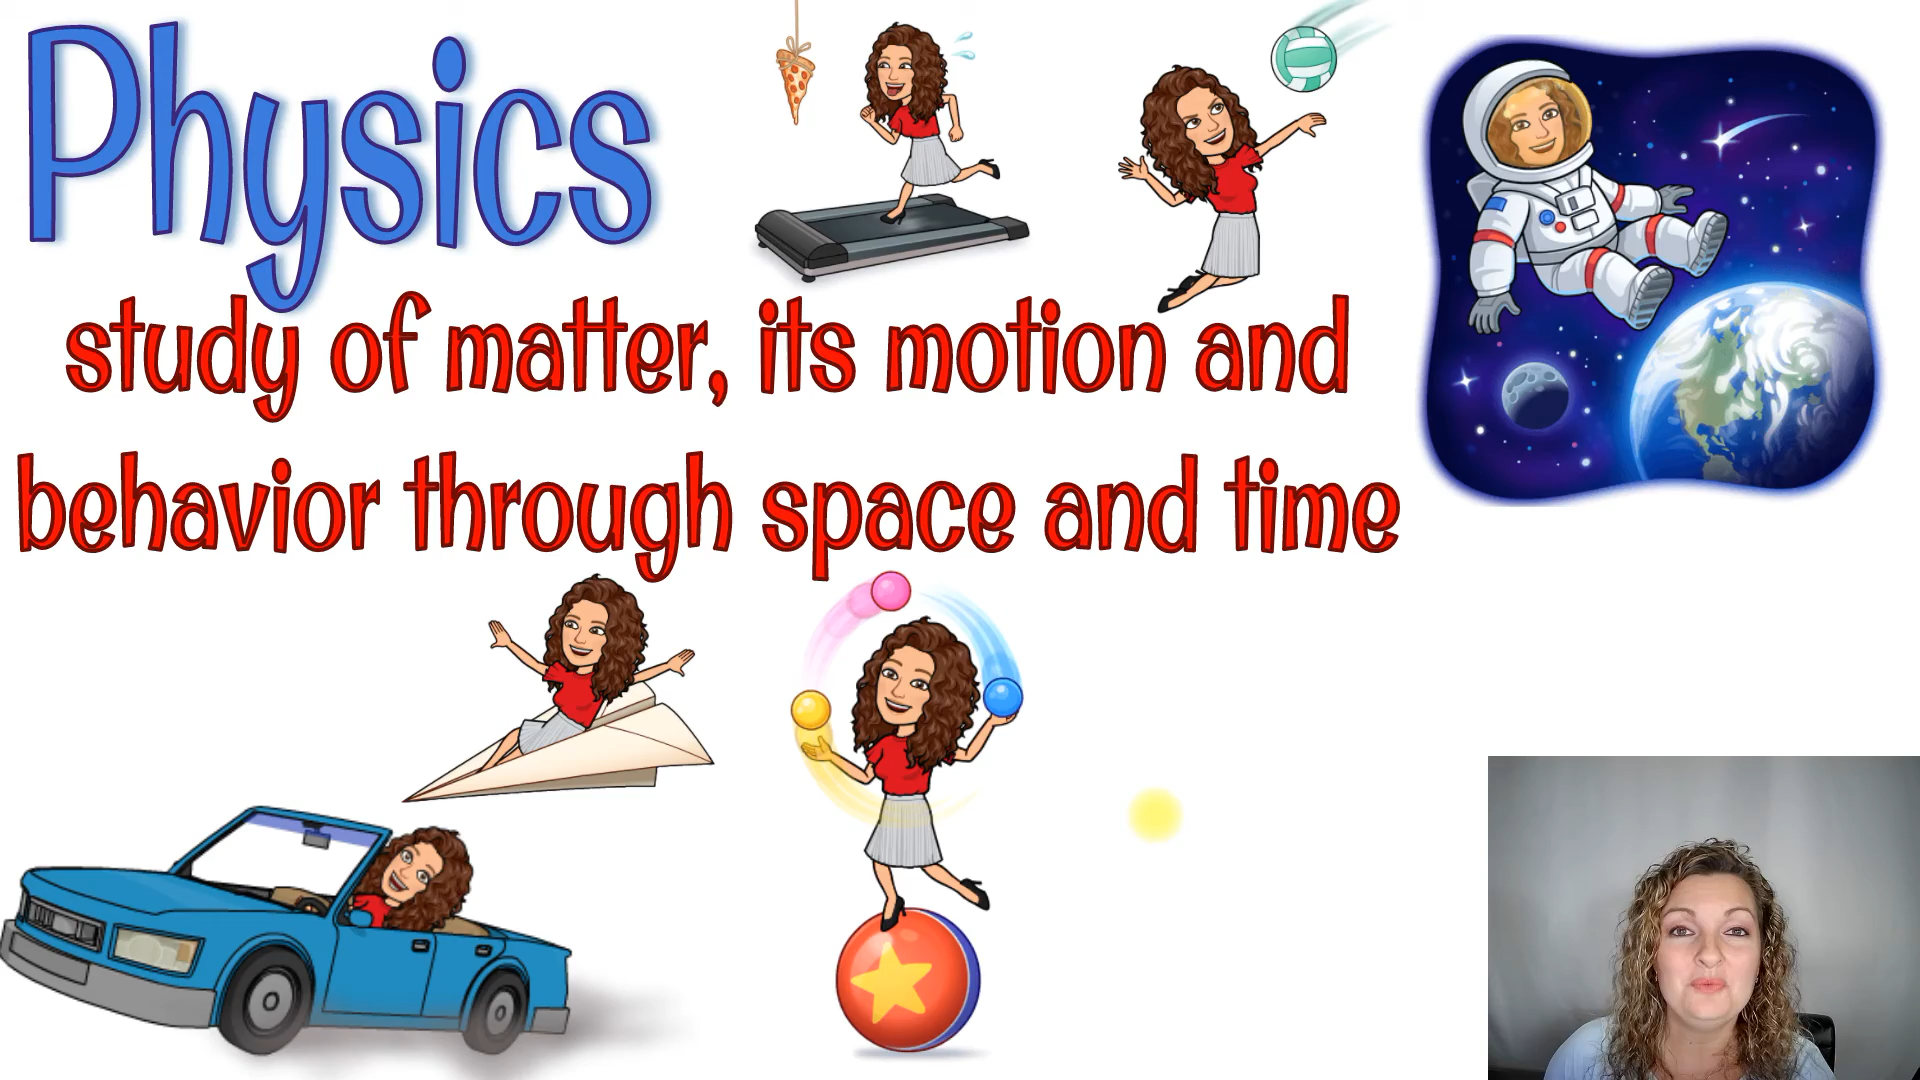 Physics
study of matter, its motion and
behavior through space and time